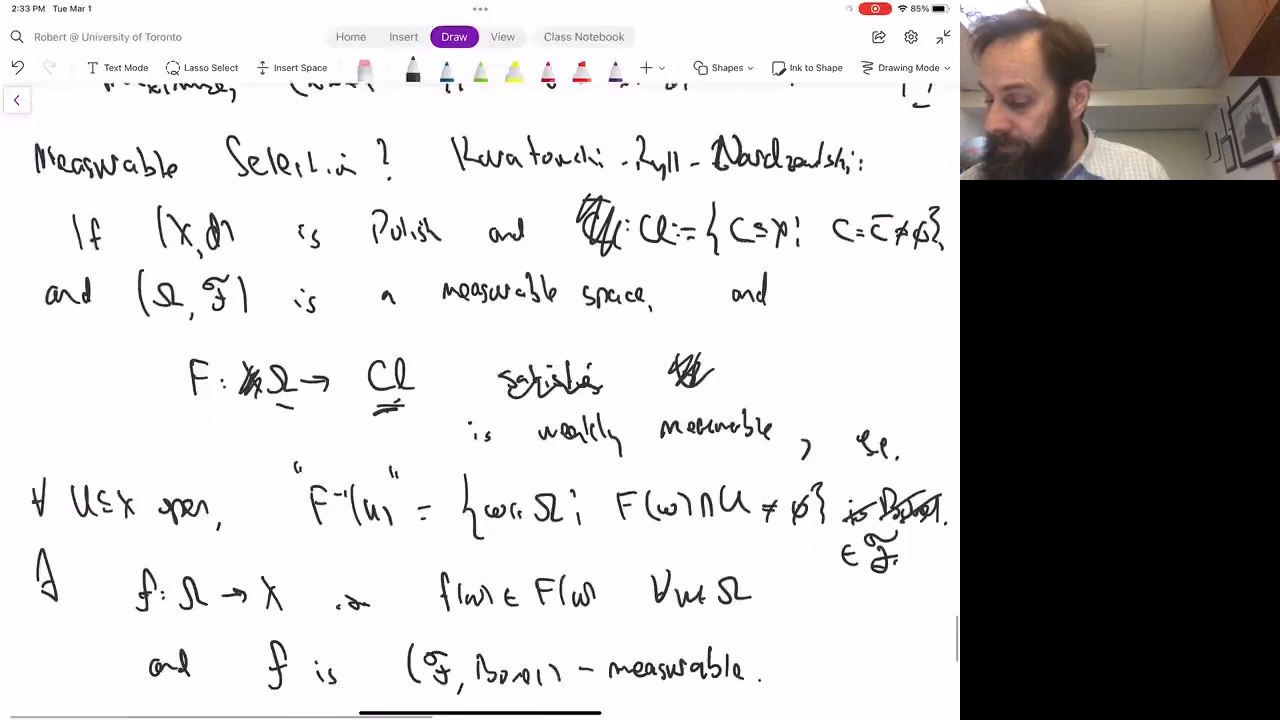 2:33 PM Tue Mar 1
85%
Robert @ University of Toronto
Home Insert Draw View Class Notebook
Text Mode Lasso Select Insert Space Shapes Ink to Shape Drawing Mode
Measurable Selection? Kuratowski - Ryll - Nardzewski:
If (X,d) is Polish and Cl := { C ⊆ X ; C = C̄ ≠ ∅ },
and (Ω, ℱ) is a measurable space, and
F : Ω → Cl
is weakly measurable, i.e.
∀ U ⊆ X open, "F⁻¹(U)" = { ω ∈ Ω ; F(ω) ∩ U ≠ ∅ }
∈ ℱ.
∃ f : Ω → X f(ω) ∈ F(ω) ∀ ω ∈ Ω
and f is (ℱ, Borel) - measurable.